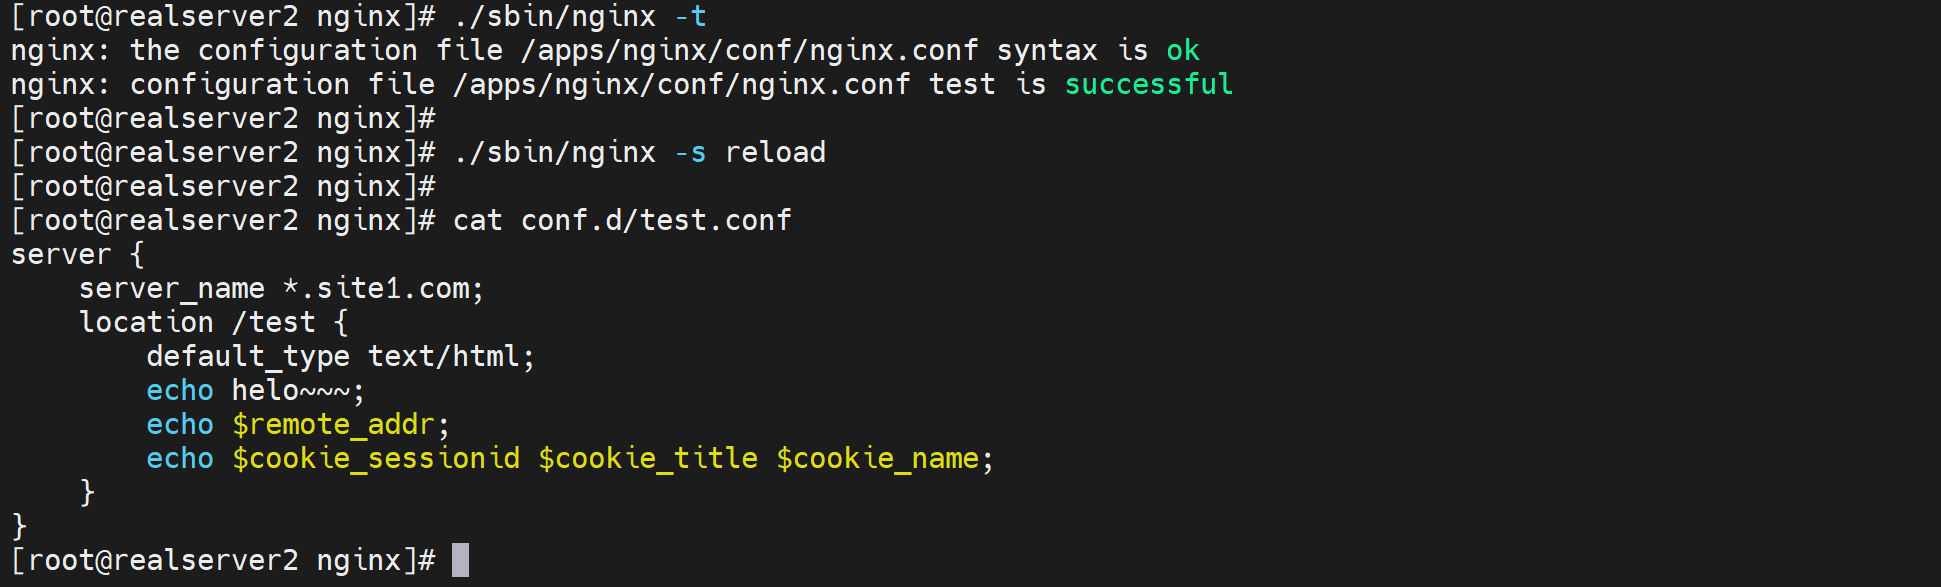 [root@realserver2 nginx]# ./sbin/nginx -t
nginx: the configuration file /apps/nginx/conf/nginx.conf syntax is ok
nginx: configuration file /apps/nginx/conf/nginx.conf test is successful
[root@realserver2 nginx]#
[root@realserver2 nginx]# ./sbin/nginx -s reload
[root@realserver2 nginx]#
[root@realserver2 nginx]# cat conf.d/test.conf
server {
    server_name *.site1.com;
    location /test {
        default_type text/html;
        echo helo~~~;
        echo $remote_addr;
        echo $cookie_sessionid $cookie_title $cookie_name;
    }
}
[root@realserver2 nginx]#